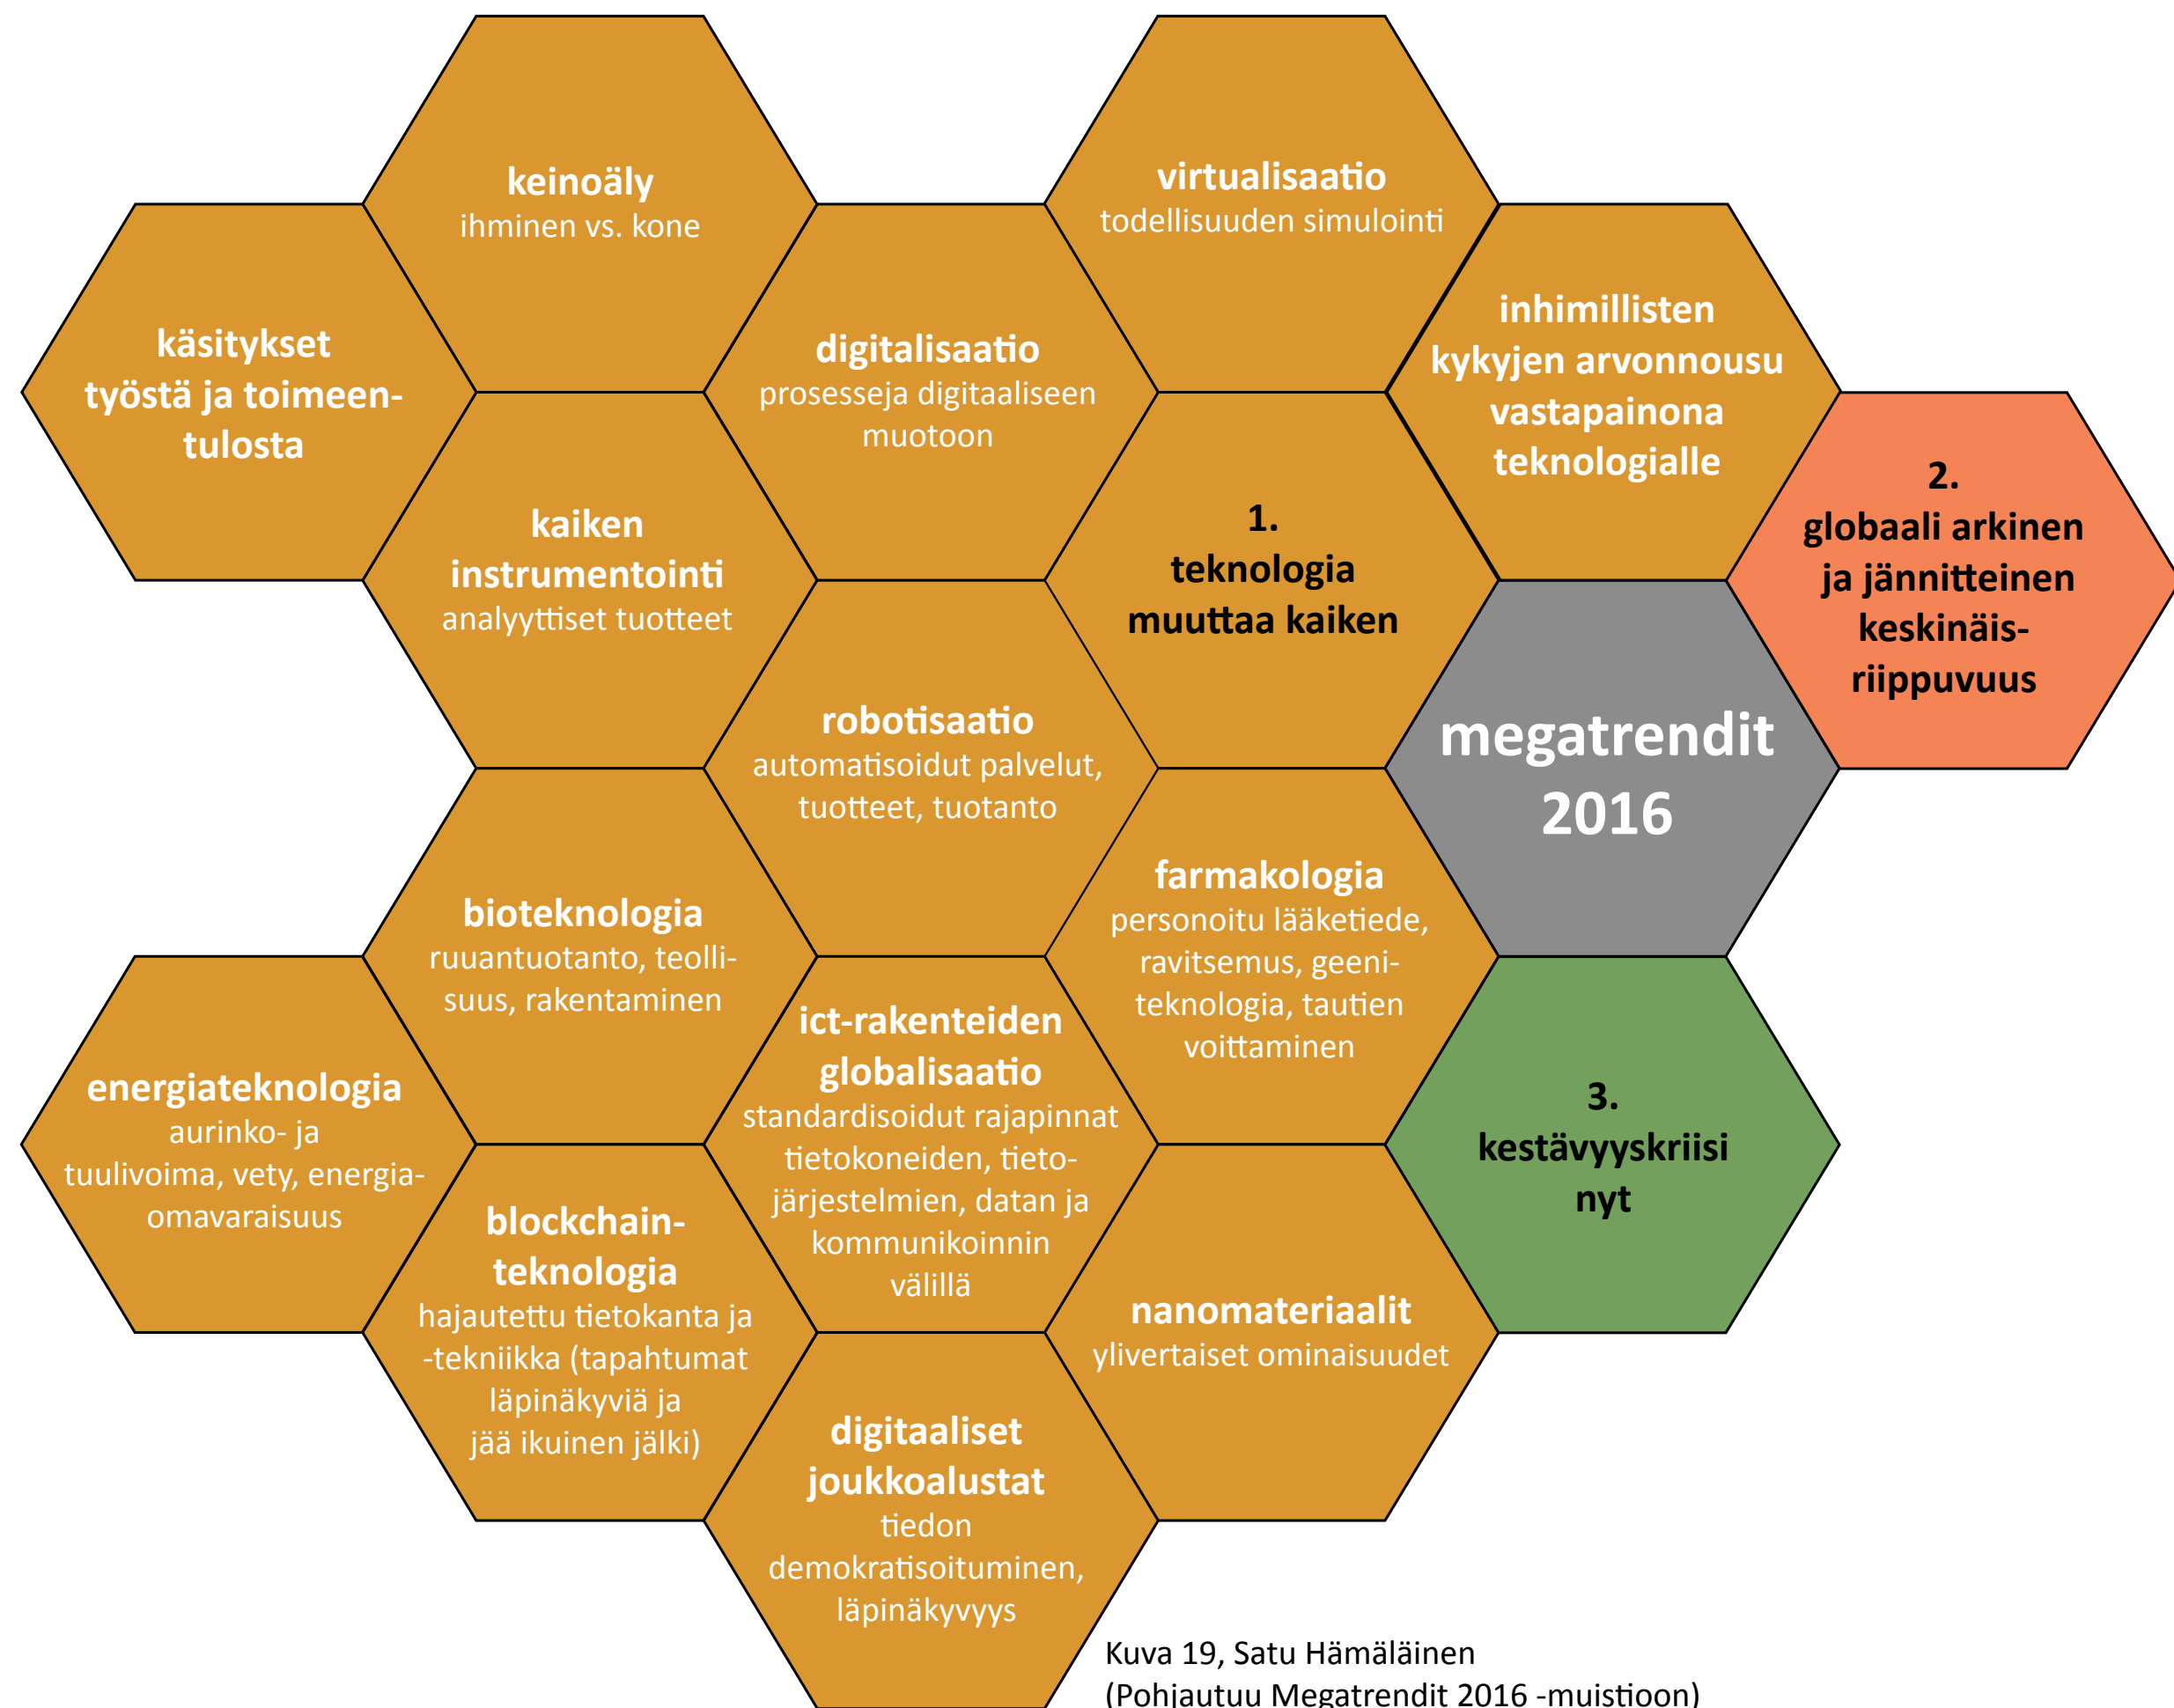 keinoäly
ihminen vs. kone
virtualisaatio
todellisuuden simulointi
käsitykset
työstä ja toimeen-
tulosta
digitalisaatio
prosesseja digitaaliseen
muotoon
inhimillisten
kykyjen arvonnousu
vastapainona
teknologialle
kaiken
instrumentointi
analyyttiset tuotteet
1.
teknologia
muuttaa kaiken
2.
globaali arkinen
ja jännitteinen
keskinäis-
riippuvuus
robotisaatio
automatisoidut palvelut,
tuotteet, tuotanto
megatrendit
2016
bioteknologia
ruuantuotanto, teolli-
suus, rakentaminen
farmakologia
personoitu lääketiede,
ravitsemus, geeni-
teknologia, tautien
voittaminen
energiateknologia
aurinko- ja
tuulivoima, vety, energia-
omavaraisuus
ict-rakenteiden
globalisaatio
standardisoidut rajapinnat
tietokoneiden, tieto-
järjestelmien, datan ja
kommunikoinnin
välillä
3.
kestävyyskriisi
nyt
blockchain-
teknologia
hajautettu tietokanta ja
-tekniikka (tapahtumat
läpinäkyviä ja
jää ikuinen jälki)
nanomateriaalit
ylivertaiset ominaisuudet
digitaaliset
joukkoalustat
tiedon
demokratisoituminen,
läpinäkyvyys
Kuva 19, Satu Hämäläinen
(Pohjautuu Megatrendit 2016 -muistioon)